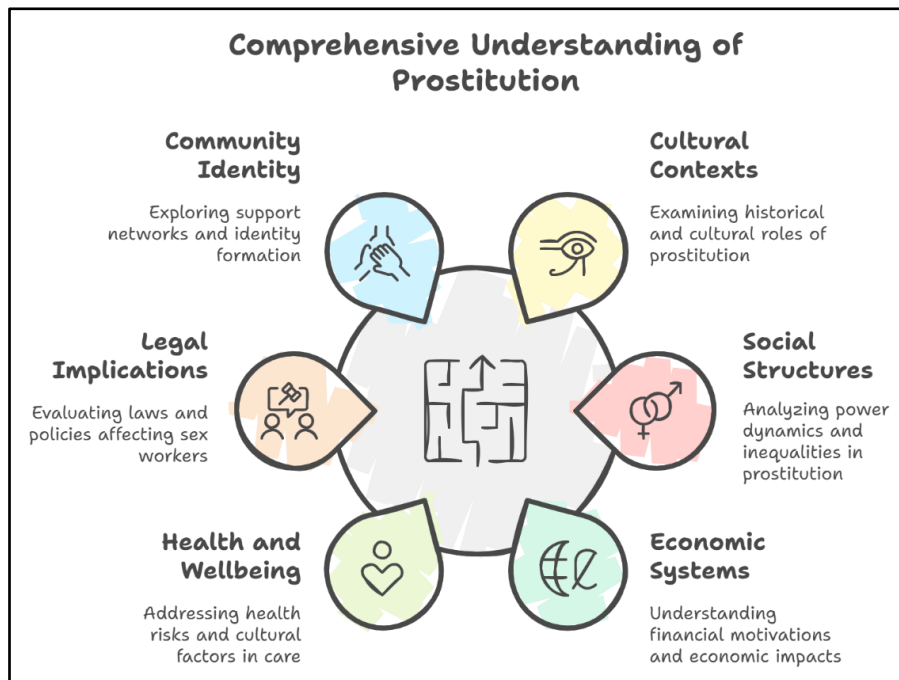 Comprehensive Understanding of
Prostitution
Community
Identity
Exploring support
networks and identity
formation
Cultural
Contexts
Examining historical
and cultural roles of
prostitution
Legal
Implications
Evaluating laws and
policies affecting sex
workers
Social
Structures
Analyzing power
dynamics and
inequalities in
prostitution
Health and
Wellbeing
Addressing health
risks and cultural
factors in care
Economic
Systems
Understanding
financial motivations
and economic impacts